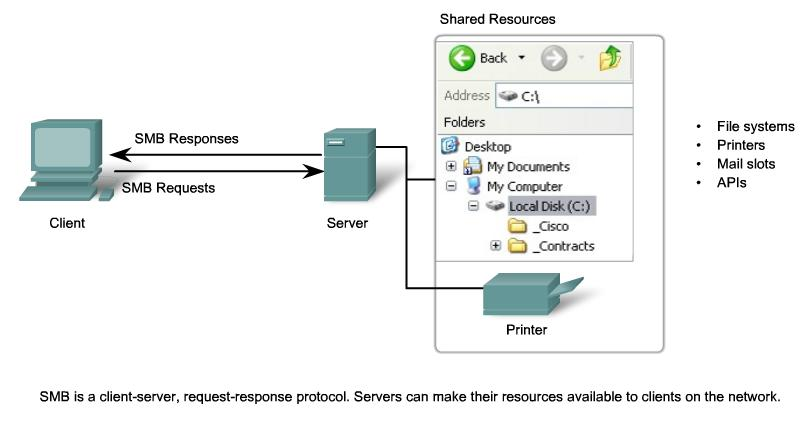 Shared Resources
Back
Address C:\
Folders
Desktop
My Documents
My Computer
Local Disk (C:)
_Cisco
_Contracts
SMB Responses
SMB Requests
Client
Server
Printer
• File systems
• Printers
• Mail slots
• APIs
SMB is a client-server, request-response protocol. Servers can make their resources available to clients on the network.